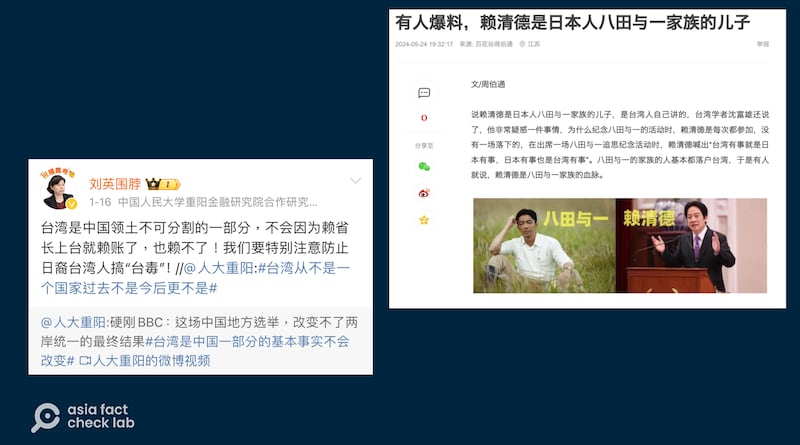 有人爆料，赖清德是日本人八田与一家族的儿子
2024-05-24 19:32:17 来源: 百花谷周伯通 江苏
举报
文/周伯通
0
说赖清德是日本人八田与一家族的儿子，是台湾人自己讲的，台湾学者沈富雄还说
了，他非常疑惑一件事情，为什么纪念八田与一的活动时，赖清德是每次都参加，没
有一场落下的，在出席一场八田与一追思纪念活动时，赖清德喊出"台湾有事就是日
本有事，日本有事也是台湾有事"。八田与一的家族的人基本都落户台湾，于是有人
就说，赖清德是八田与一家族的血脉。
分享至
八田与一 赖清德
刘英围脖
1-16 中国人民大学重阳金融研究院合作研究...
台湾是中国领土不可分割的一部分，不会因为赖省
长上台就赖账了，也赖不了！我们要特别注意防止
日裔台湾人搞“台毒”！//@人大重阳:#台湾从不是一
个国家过去不是今后更不是#
@人大重阳:硬刚BBC：这场中国地方选举，改变不了两
岸统一的最终结果#台湾是中国一部分的基本事实不会
改变# 人大重阳的微博视频
asia fact
check lab